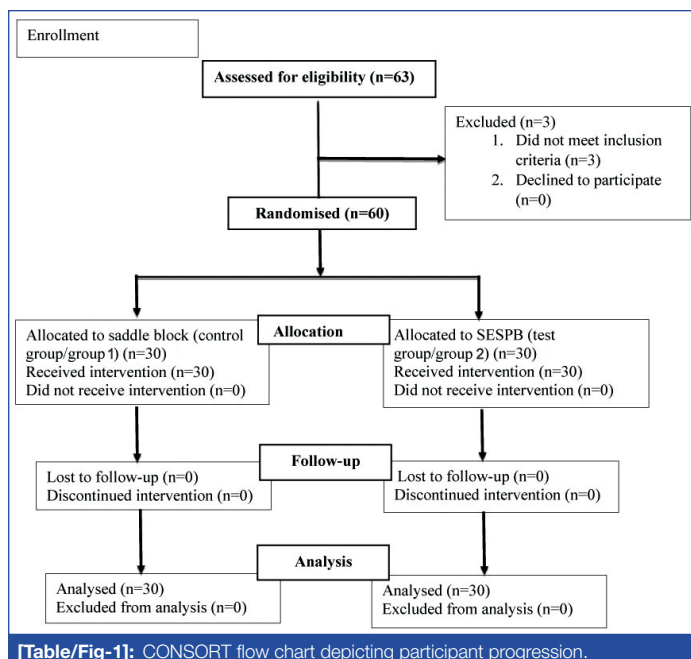 Enrollment
Assessed for eligibility (n=63)
Excluded (n=3)
1. Did not meet inclusion
criteria (n=3)
2. Declined to participate
(n=0)
Randomised (n=60)
Allocation
Allocated to saddle block (control
group/group 1) (n=30)
Received intervention (n=30)
Did not receive intervention (n=0)
Allocated to SESPB (test
group/group 2) (n=30)
Received intervention (n=30)
Did not receive intervention (n=0)
Follow-up
Lost to follow-up (n=0)
Discontinued intervention (n=0)
Lost to follow-up (n=0)
Discontinued intervention (n=0)
Analysis
Analysed (n=30)
Excluded from analysis (n=0)
Analysed (n=30)
Excluded from analysis (n=0)
[Table/Fig-1]: CONSORT flow chart depicting participant progression.